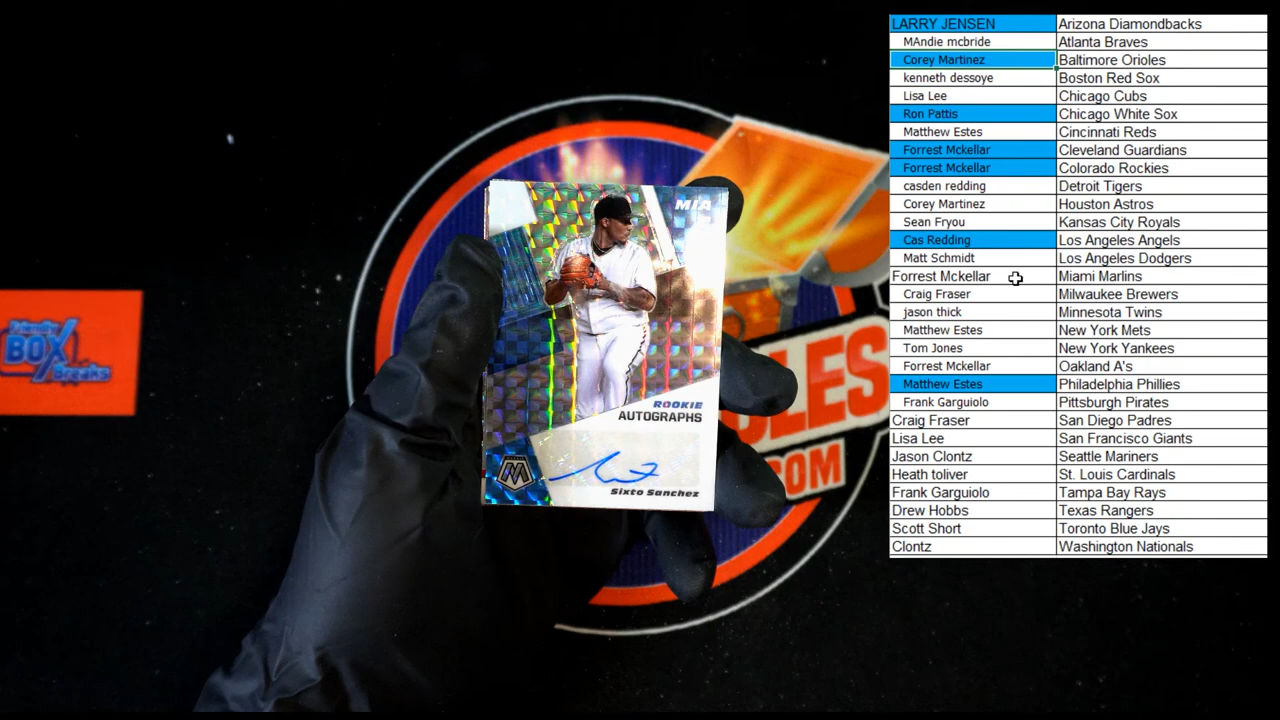 Friendly
BOX
Breaks
MIA
ROOKIE
AUTOGRAPHS
M
Sixto Sanchez
LES
COM
LARRY JENSEN Arizona Diamondbacks
MAndie mcbride Atlanta Braves
Corey Martinez Baltimore Orioles
kenneth dessoye Boston Red Sox
Lisa Lee Chicago Cubs
Ron Pattis Chicago White Sox
Matthew Estes Cincinnati Reds
Forrest Mckellar Cleveland Guardians
Forrest Mckellar Colorado Rockies
casden redding Detroit Tigers
Corey Martinez Houston Astros
Sean Fryou Kansas City Royals
Cas Redding Los Angeles Angels
Matt Schmidt Los Angeles Dodgers
Forrest Mckellar Miami Marlins
Craig Fraser Milwaukee Brewers
jason thick Minnesota Twins
Matthew Estes New York Mets
Tom Jones New York Yankees
Forrest Mckellar Oakland A's
Matthew Estes Philadelphia Phillies
Frank Garguiolo Pittsburgh Pirates
Craig Fraser San Diego Padres
Lisa Lee San Francisco Giants
Jason Clontz Seattle Mariners
Heath toliver St. Louis Cardinals
Frank Garguiolo Tampa Bay Rays
Drew Hobbs Texas Rangers
Scott Short Toronto Blue Jays
Clontz Washington Nationals